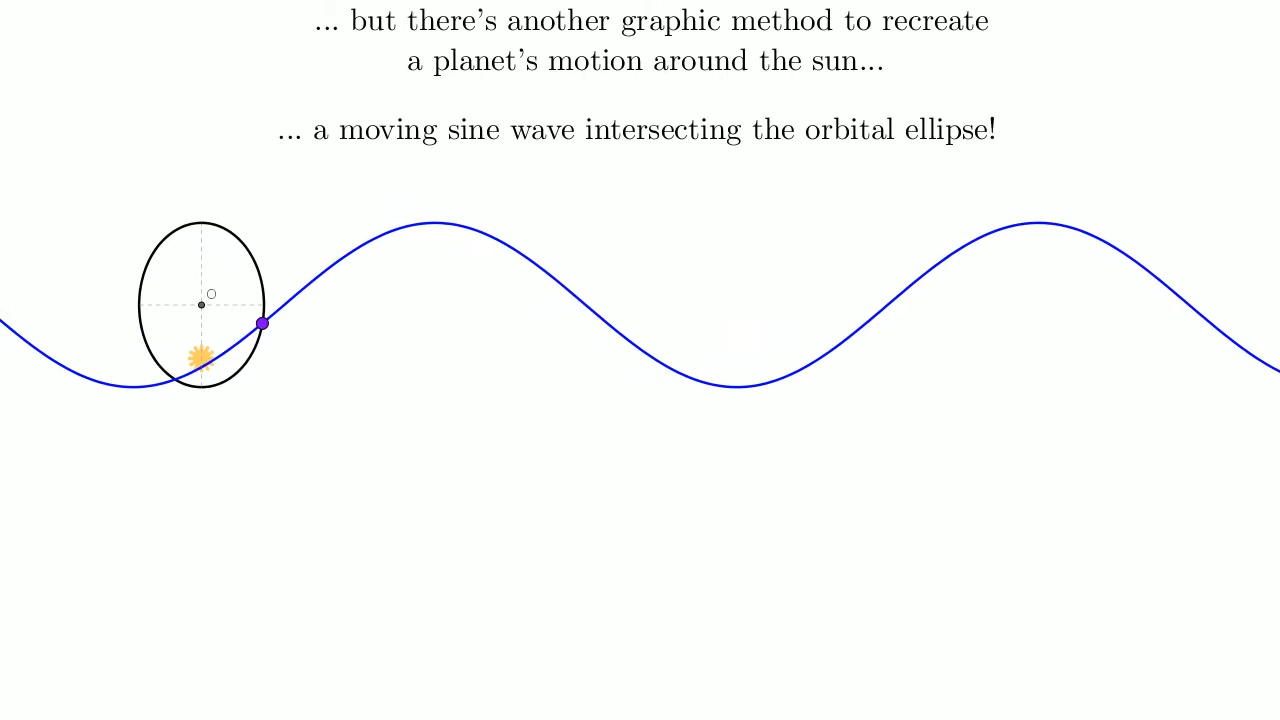 ... but there's another graphic method to recreate
a planet's motion around the sun...
... a moving sine wave intersecting the orbital ellipse!
O